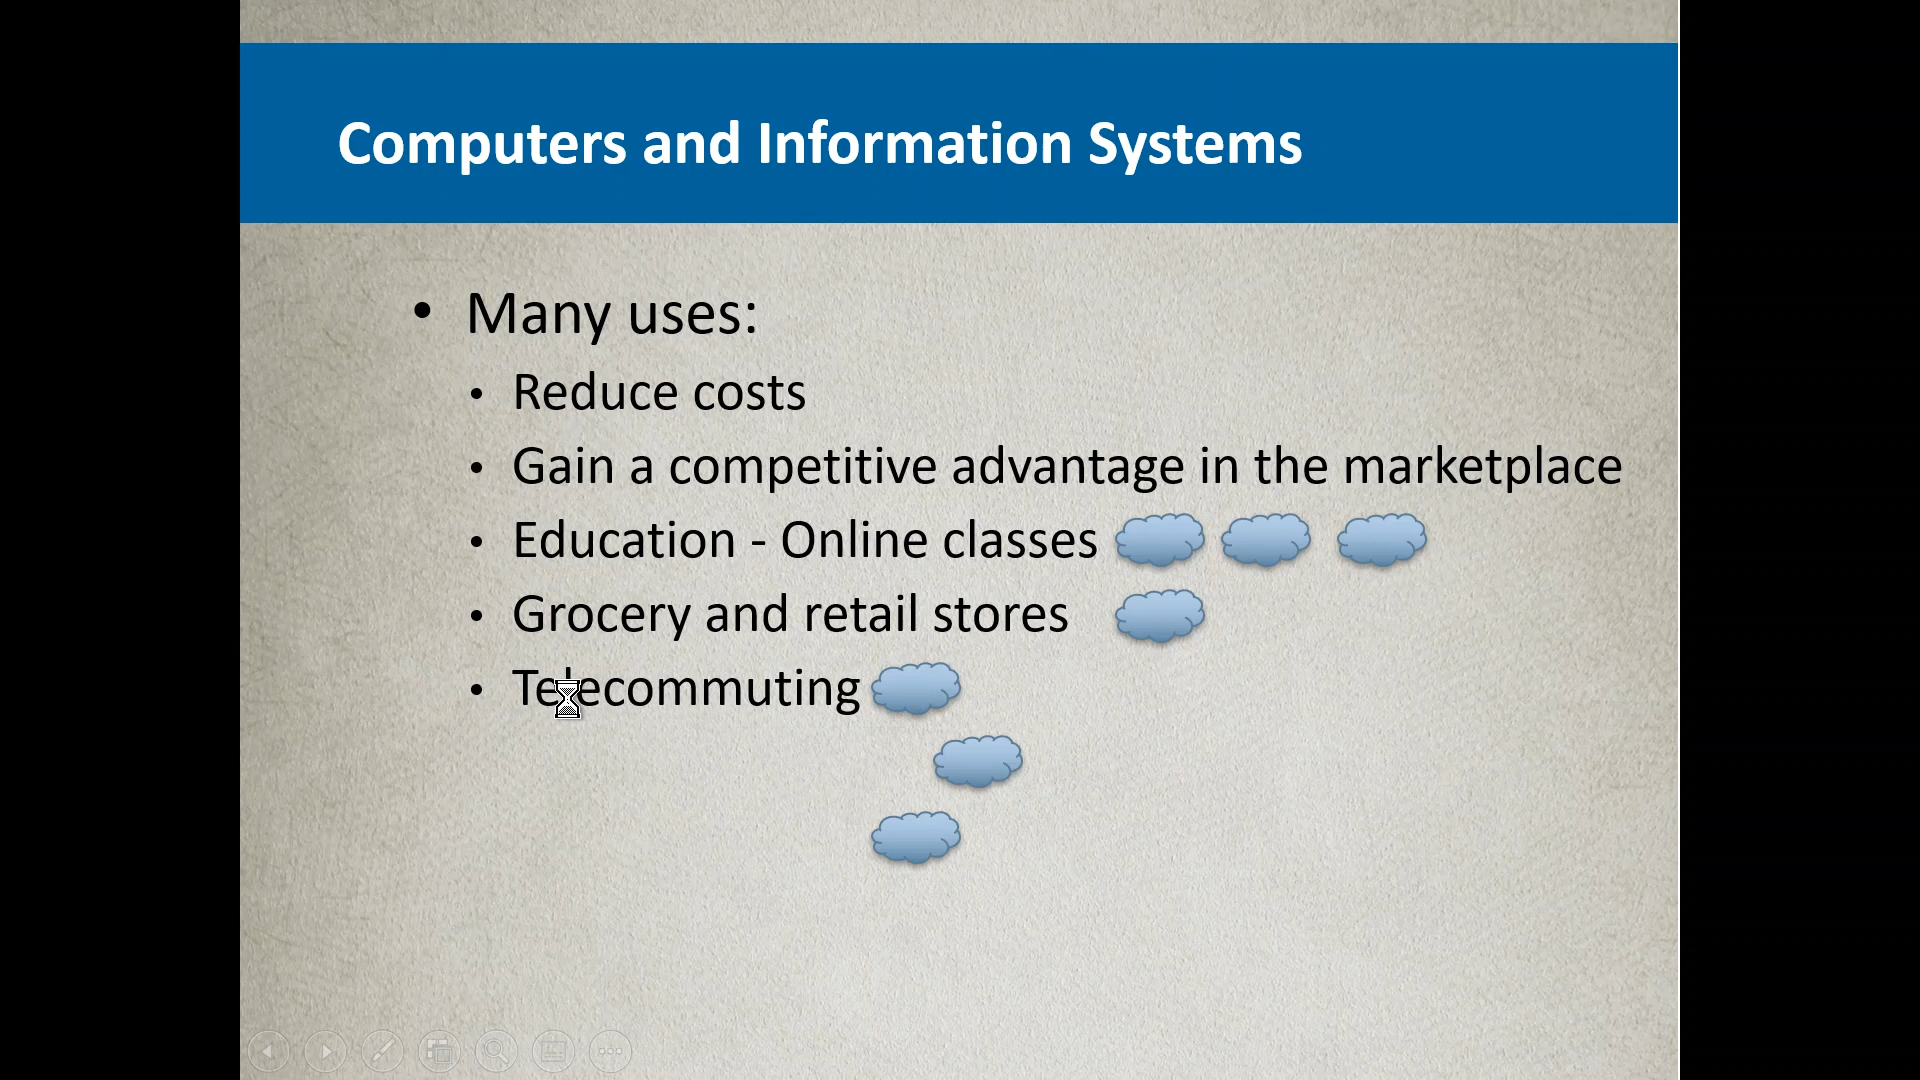 Computers and Information Systems
• Many uses:
• Reduce costs
• Gain a competitive advantage in the marketplace
• Education - Online classes
• Grocery and retail stores
• Telecommuting